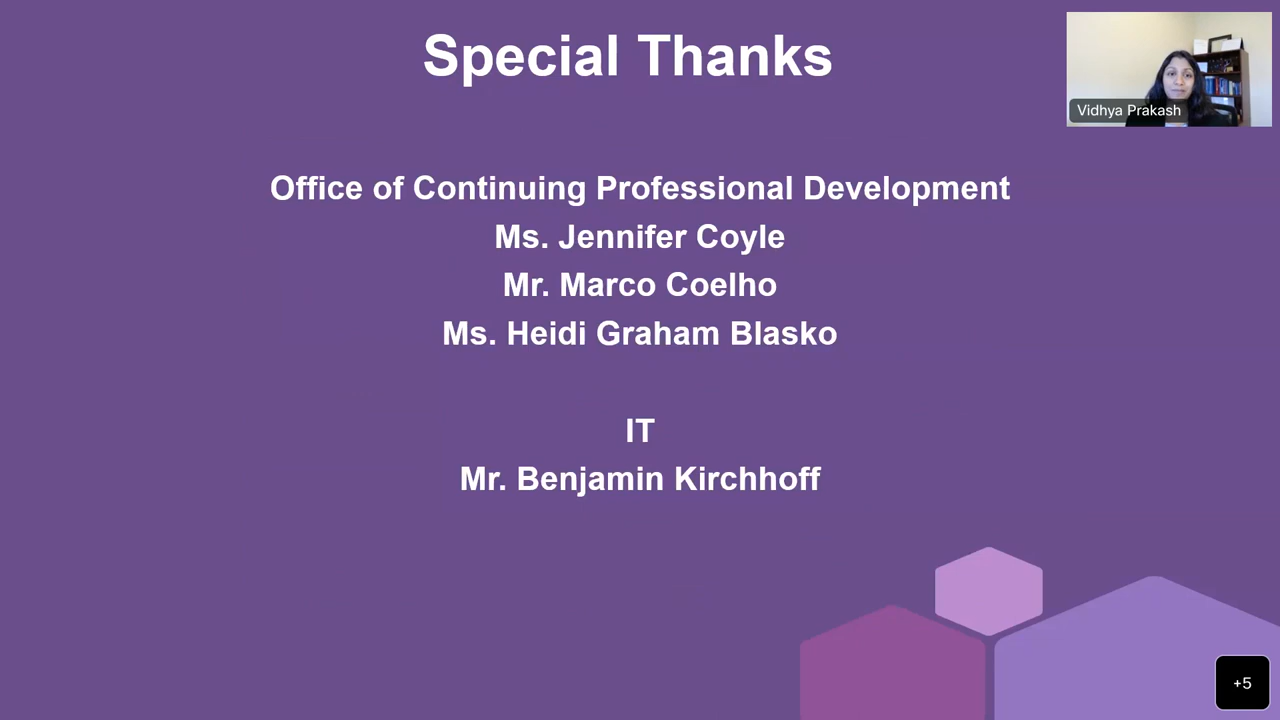 Special Thanks
Vidhya Prakash
Office of Continuing Professional Development
Ms. Jennifer Coyle
Mr. Marco Coelho
Ms. Heidi Graham Blasko
IT
Mr. Benjamin Kirchhoff
+5